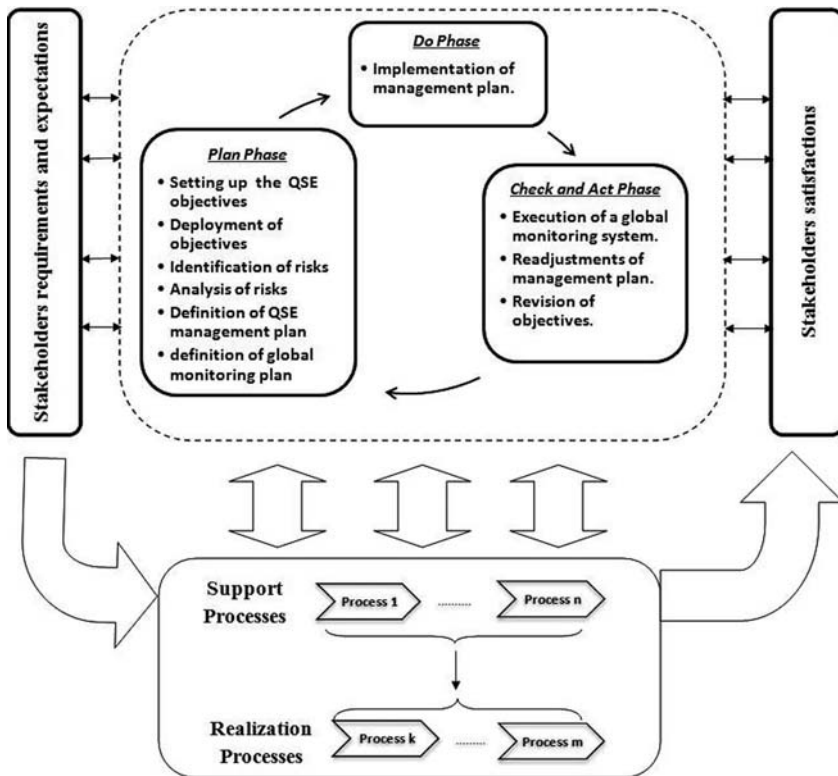 Stakeholders requirements and expectations
Do Phase
• Implementation of
management plan.
Plan Phase
• Setting up the QSE
objectives
• Deployment of
objectives
• Identification of risks
• Analysis of risks
• Definition of QSE
management plan
• definition of global
monitoring plan
Check and Act Phase
• Execution of a global
monitoring system.
• Readjustments of
management plan.
• Revision of
objectives.
Stakeholders satisfactions
Support
Processes
Process 1 .......... Process n
Realization
Processes
Process k .......... Process m